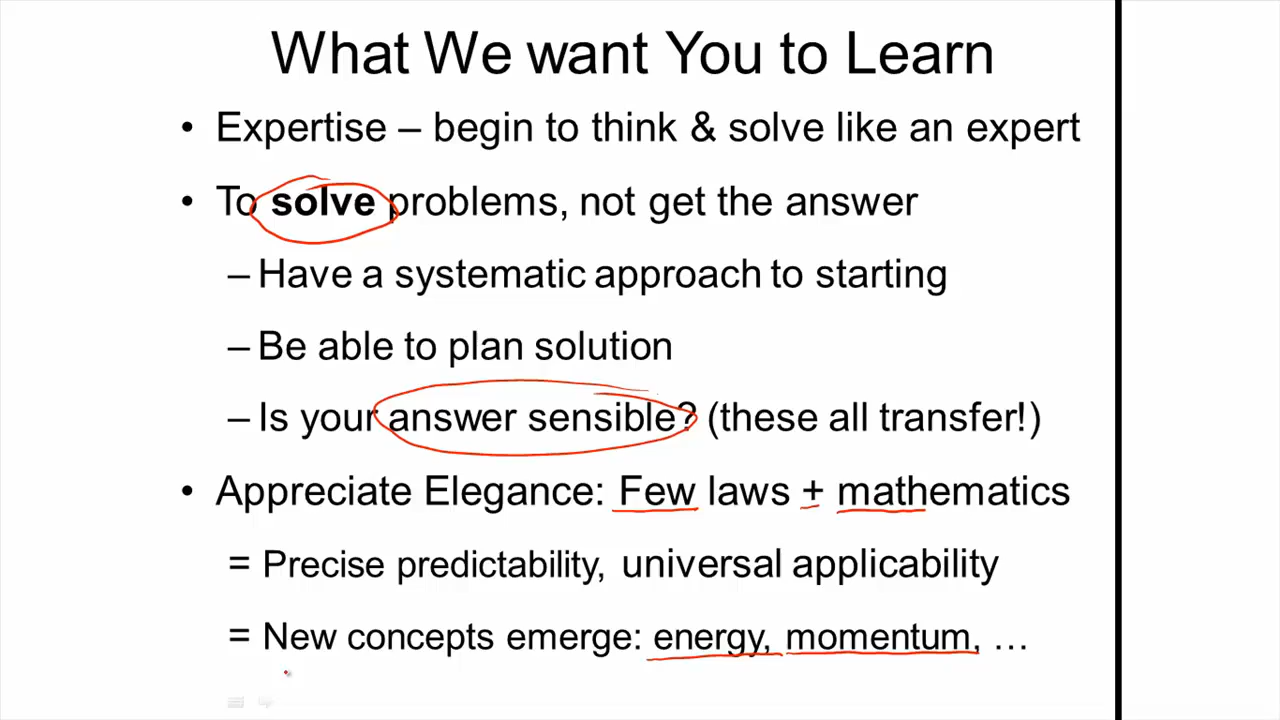 What We want You to Learn
• Expertise – begin to think & solve like an expert
• To solve problems, not get the answer
– Have a systematic approach to starting
– Be able to plan solution
– Is your answer sensible? (these all transfer!)
• Appreciate Elegance: Few laws + mathematics
= Precise predictability, universal applicability
= New concepts emerge: energy, momentum, …